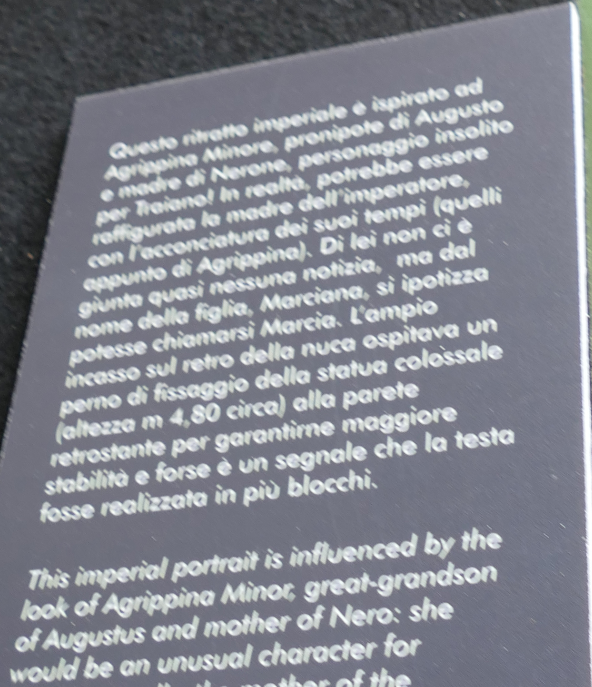 Questo ritratto imperiale è ispirato ad
Agrippina Minore, pronipote di Augusto
e madre di Nerone, personaggio insolito
per Traiano! In realtà, potrebbe essere
raffigurata la madre dell'imperatore,
con l'acconciatura dei suoi tempi (quelli
appunto di Agrippina). Di lei non ci è
giunta quasi nessuna notizia, ma dal
nome della figlia, Marciana, si ipotizza
potesse chiamarsi Marcia. L'ampio
incasso sul retro della nuca ospitava un
perno di fissaggio della statua colossale
(altezza m 4,80 circa) alla parete
retrostante per garantirne maggiore
stabilità e forse è un segnale che la testa
fosse realizzata in più blocchi.
This imperial portrait is influenced by the
look of Agrippina Minor, great-grandson
of Augustus and mother of Nero: she
would be an unusual character for
the mother of the